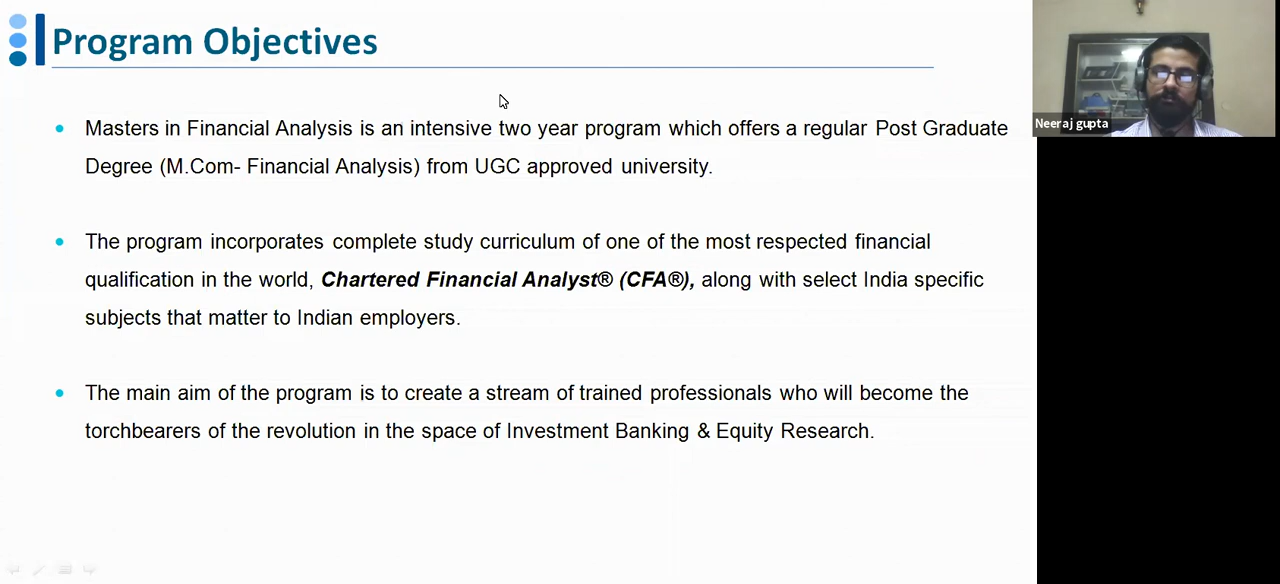 Program Objectives
Masters in Financial Analysis is an intensive two year program which offers a regular Post Graduate
Degree (M.Com- Financial Analysis) from UGC approved university.
The program incorporates complete study curriculum of one of the most respected financial
qualification in the world, Chartered Financial Analyst® (CFA®), along with select India specific
subjects that matter to Indian employers.
The main aim of the program is to create a stream of trained professionals who will become the
torchbearers of the revolution in the space of Investment Banking & Equity Research.
Neeraj gupta